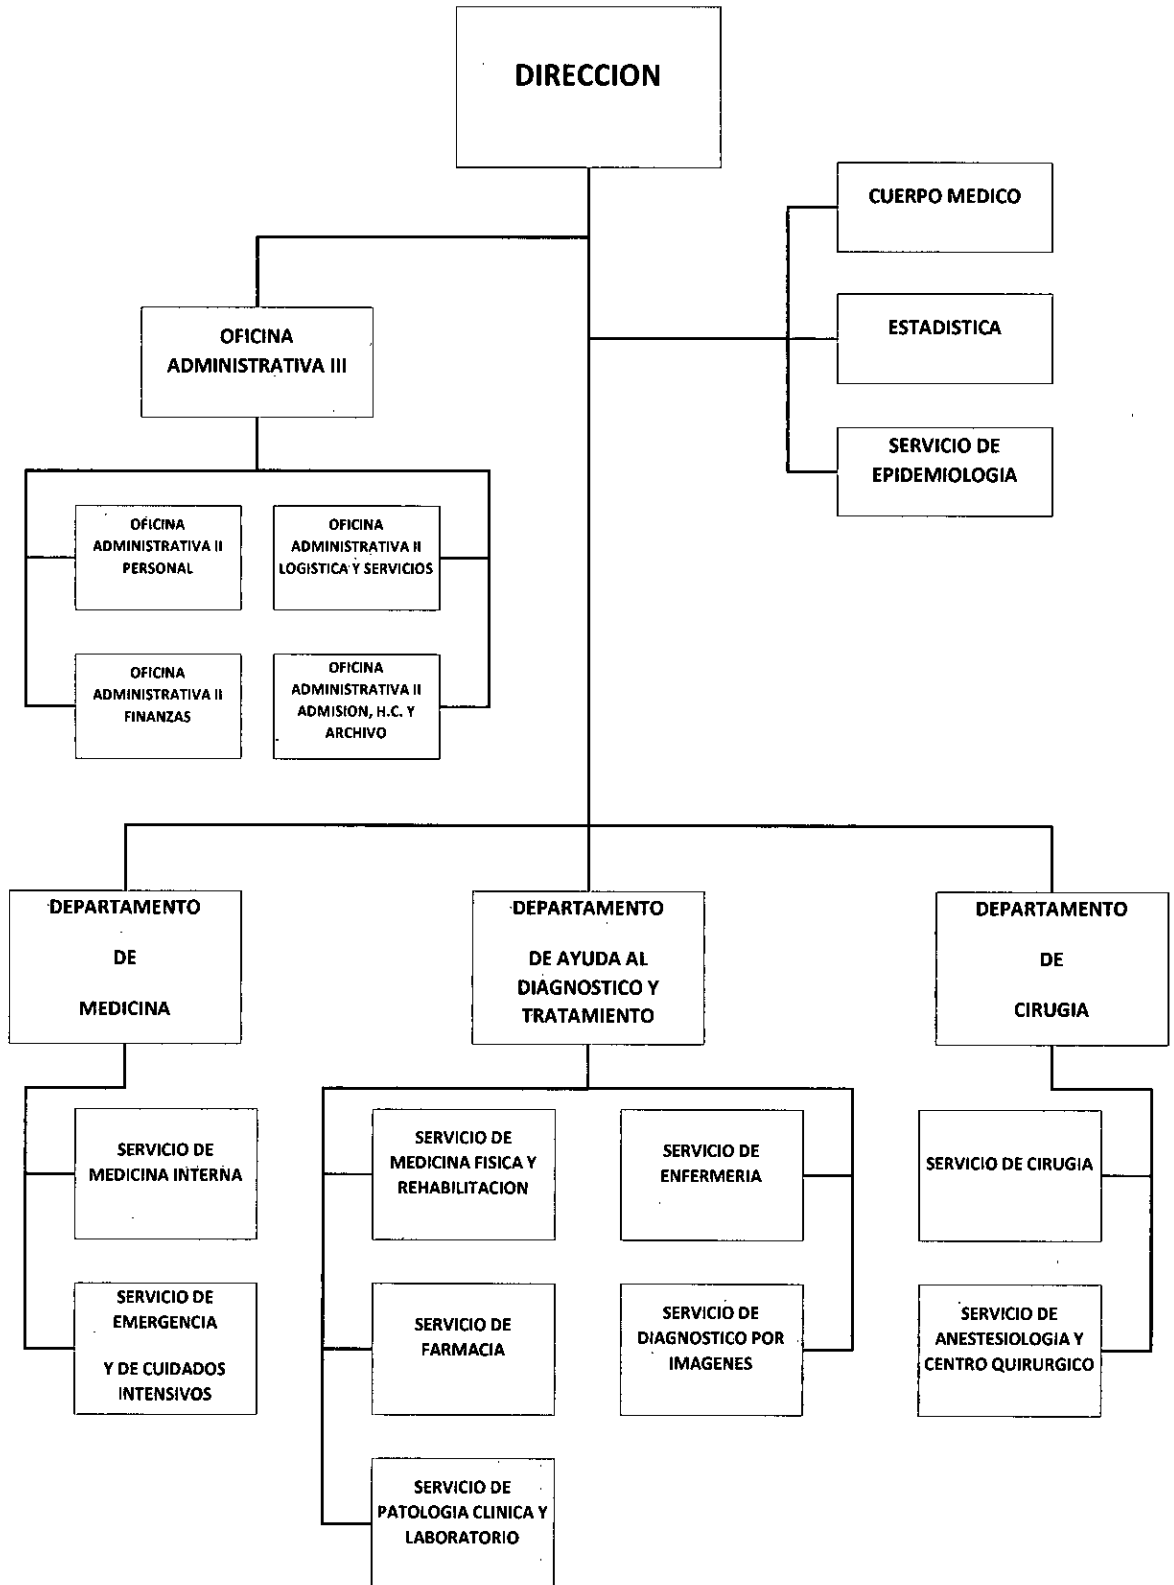 DIRECCION
CUERPO MEDICO
ESTADISTICA
SERVICIO DE
EPIDEMIOLOGIA
OFICINA
ADMINISTRATIVA III
OFICINA
ADMINISTRATIVA II
PERSONAL
OFICINA
ADMINISTRATIVA II
LOGISTICA Y SERVICIOS
OFICINA
ADMINISTRATIVA II
FINANZAS
OFICINA
ADMINISTRATIVA II
ADMISION, H.C. Y
ARCHIVO
DEPARTAMENTO
DE
MEDICINA
DEPARTAMENTO
DE AYUDA AL
DIAGNOSTICO Y
TRATAMIENTO
DEPARTAMENTO
DE
CIRUGIA
SERVICIO DE
MEDICINA INTERNA
SERVICIO DE
EMERGENCIA
Y DE CUIDADOS
INTENSIVOS
SERVICIO DE
MEDICINA FISICA Y
REHABILITACION
SERVICIO DE
ENFERMERIA
SERVICIO DE
FARMACIA
SERVICIO DE
DIAGNOSTICO POR
IMAGENES
SERVICIO DE
PATOLOGIA CLINICA Y
LABORATORIO
SERVICIO DE CIRUGIA
SERVICIO DE
ANESTESIOLOGIA Y
CENTRO QUIRURGICO